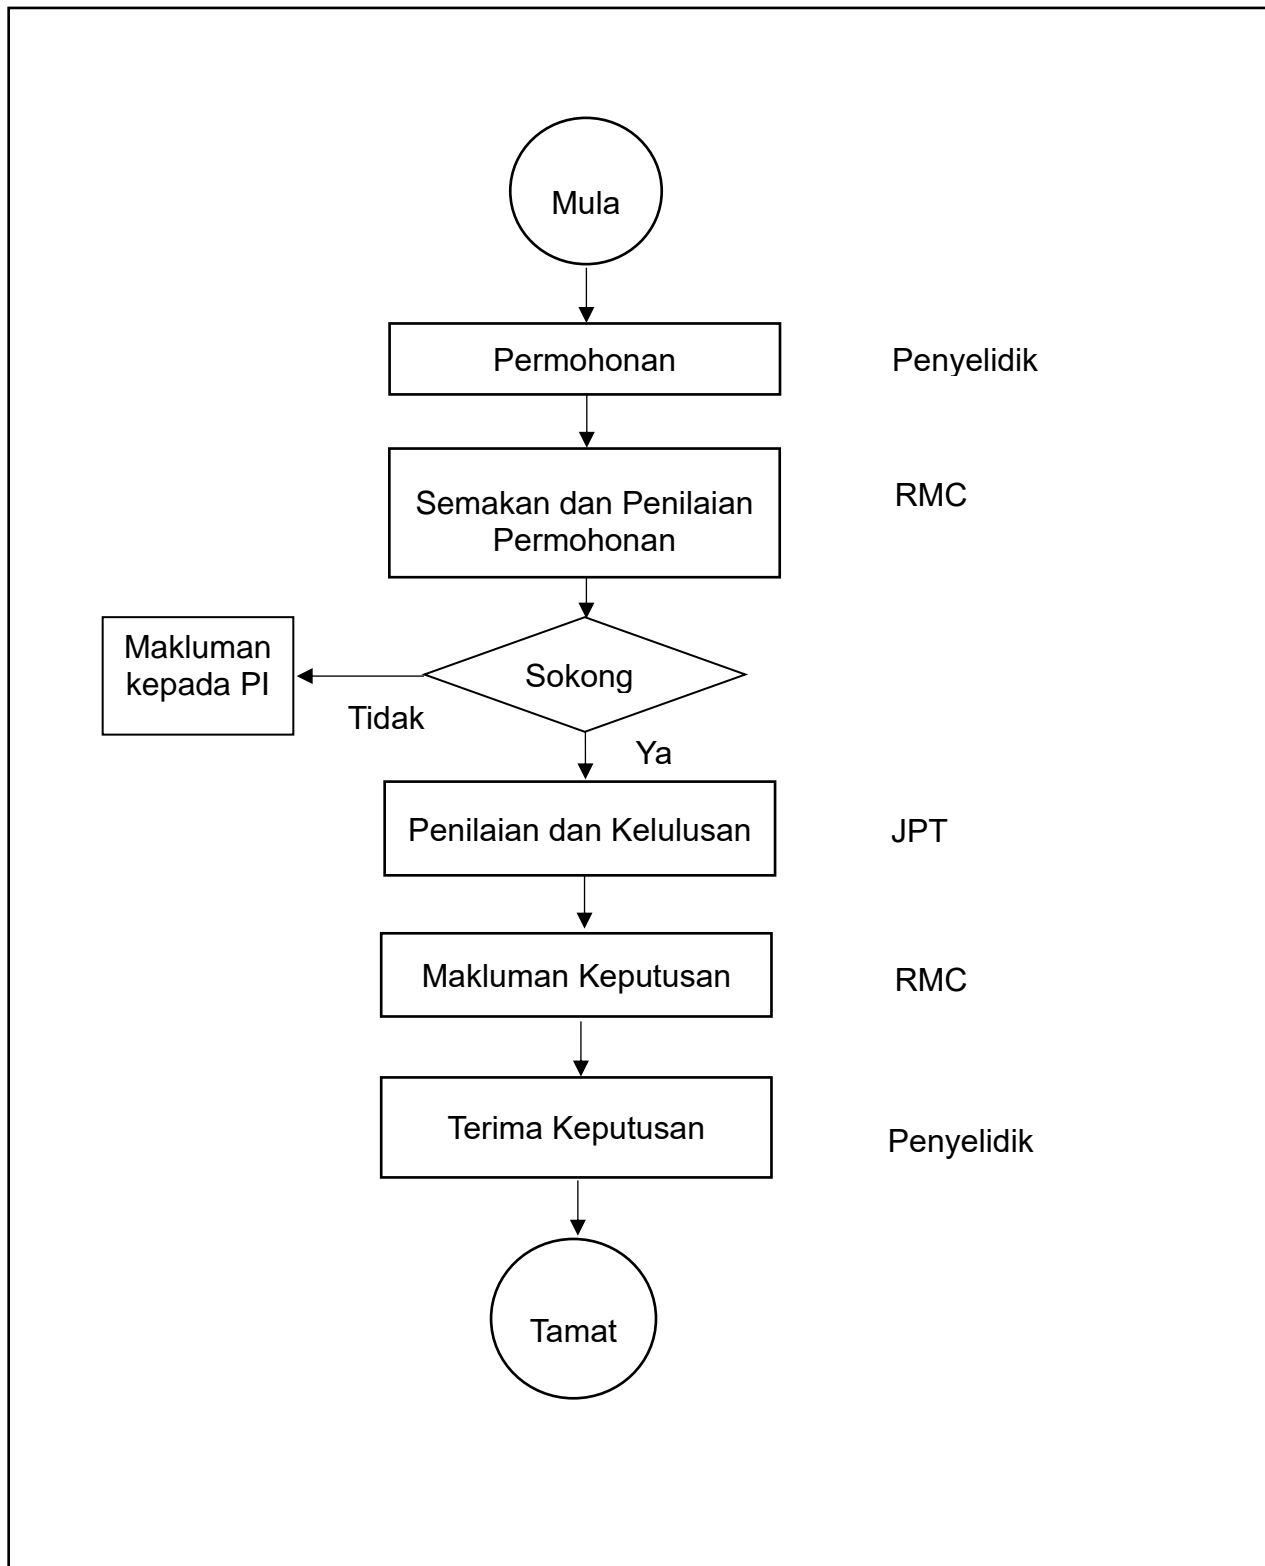 Mula
Permohonan
Penyelidik
Semakan dan Penilaian
Permohonan
RMC
Makluman
kepada PI
Sokong
Tidak
Ya
Penilaian dan Kelulusan
JPT
Makluman Keputusan
RMC
Terima Keputusan
Penyelidik
Tamat